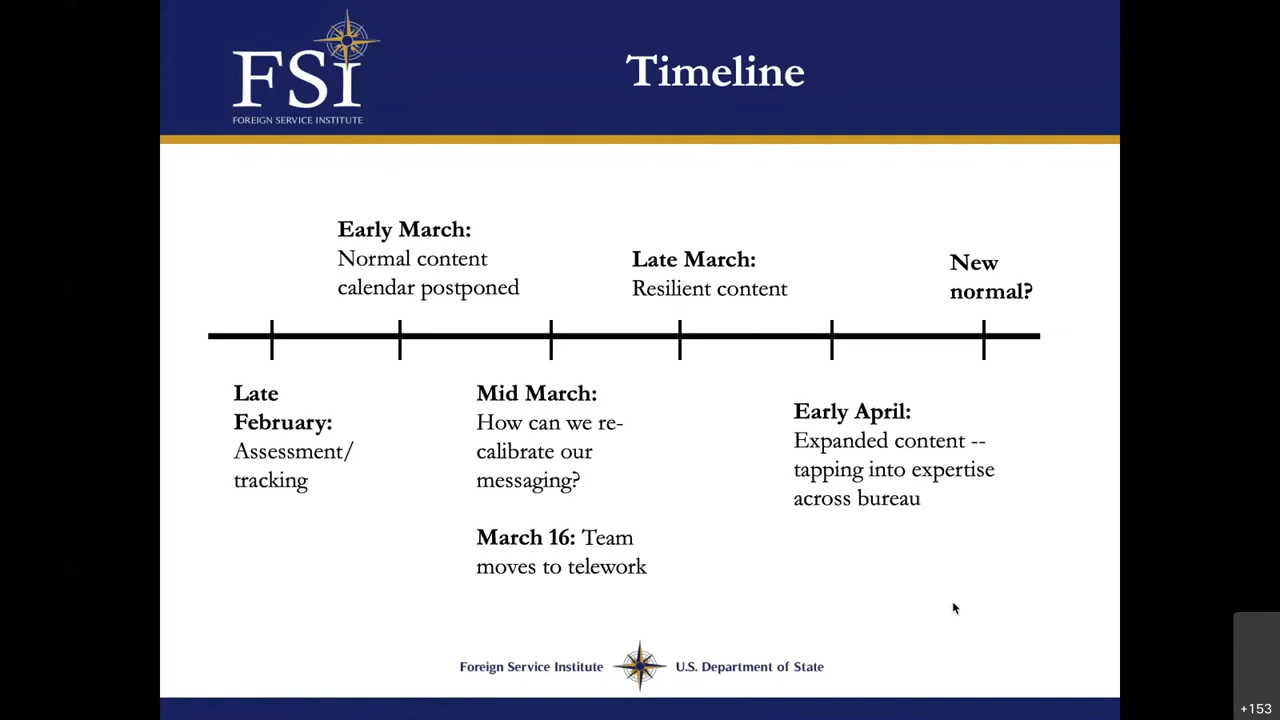 FSI
FOREIGN SERVICE INSTITUTE
Timeline
Early March:
Normal content
calendar postponed
Late March:
Resilient content
New
normal?
Late
February:
Assessment/
tracking
Mid March:
How can we re-
calibrate our
messaging?
March 16: Team
moves to telework
Early April:
Expanded content --
tapping into expertise
across bureau
Foreign Service Institute U.S. Department of State
+153